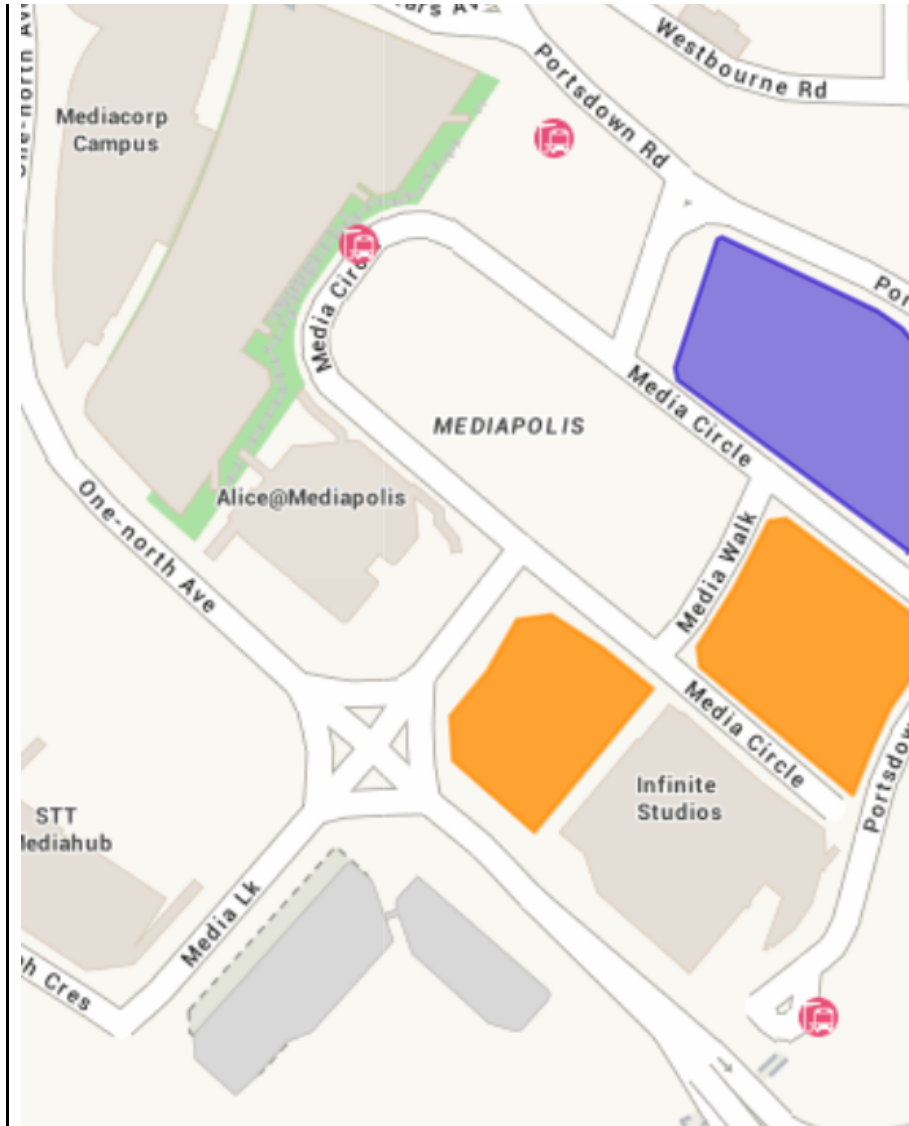 Westbourne Rd
Portsdown Rd
Mediacorp
Campus
Media Circle
MEDIAPOLIS
Media Circle
Alice@Mediapolis
One-north Ave
Media Walk
Media Circle
Infinite
Studios
STT
Media Lk
Cres